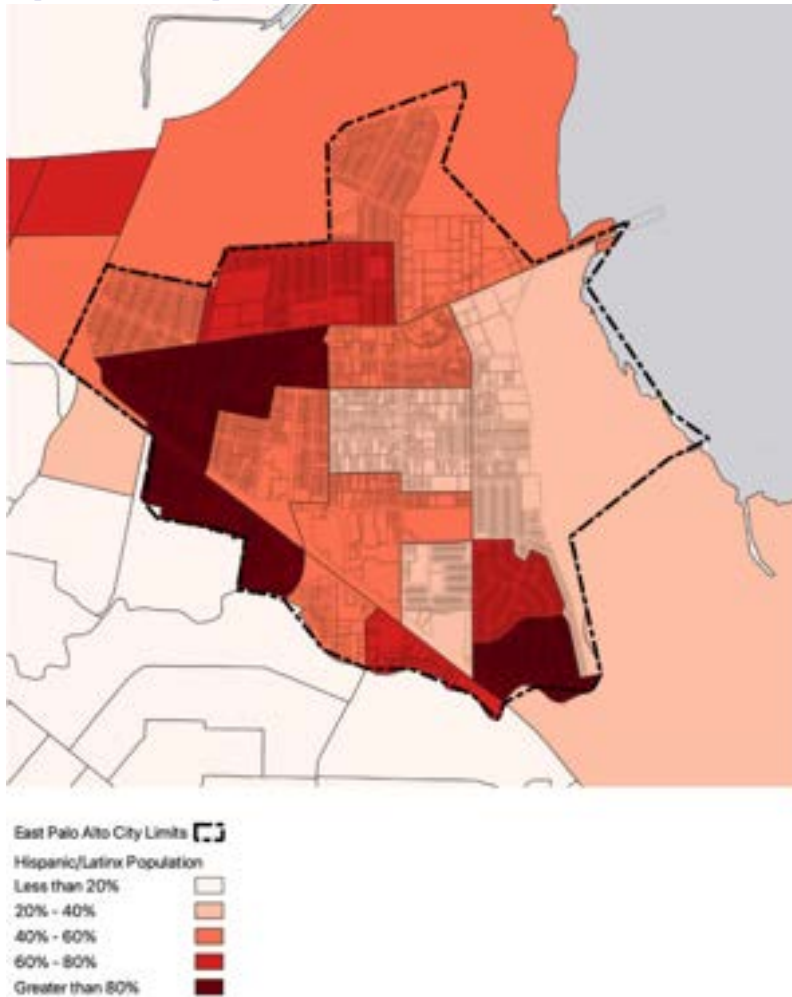 East Palo Alto City Limits
Hispanic/Latinx Population
Less than 20%
20% - 40%
40% - 60%
60% - 80%
Greater than 80%